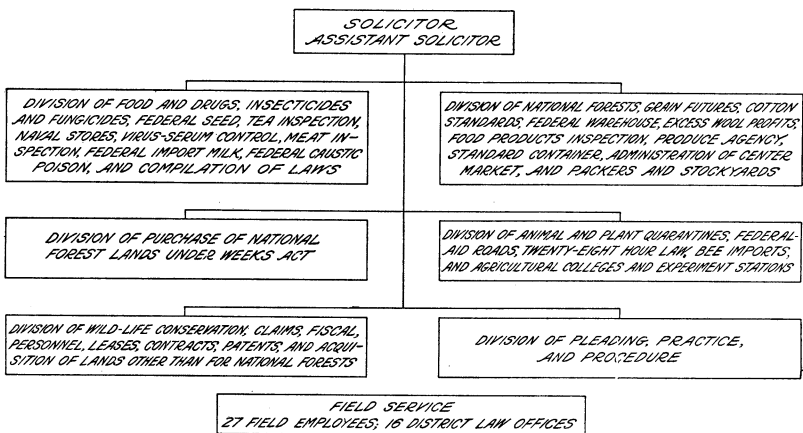 SOLICITOR
ASSISTANT SOLICITOR
DIVISION OF FOOD AND DRUGS, INSECTICIDES
AND FUNGICIDES, FEDERAL SEED, TEA INSPECTION,
NAVAL STORES, VIRUS-SERUM CONTROL, MEAT IN-
SPECTION, FEDERAL IMPORT MILK, FEDERAL CAUSTIC
POISON, AND COMPILATION OF LAWS
DIVISION OF NATIONAL FORESTS, GRAIN FUTURES, COTTON
STANDARDS, FEDERAL WAREHOUSE, EXCESS WOOL PROFITS,
FOOD PRODUCTS INSPECTION, PRODUCE AGENCY,
STANDARD CONTAINER, ADMINISTRATION OF CENTER
MARKET, AND PACKERS AND STOCKYARDS
DIVISION OF PURCHASE OF NATIONAL
FOREST LANDS UNDER WEEKS ACT
DIVISION OF ANIMAL AND PLANT QUARANTINES, FEDERAL-
AID ROADS, TWENTY-EIGHT HOUR LAW, BEE IMPORTS,
AND AGRICULTURAL COLLEGES AND EXPERIMENT STATIONS
DIVISION OF WILD-LIFE CONSERVATION, CLAIMS, FISCAL,
PERSONNEL, LEASES, CONTRACTS, PATENTS, AND ACQUI-
SITION OF LANDS OTHER THAN FOR NATIONAL FORESTS
DIVISION OF PLEADING, PRACTICE,
AND PROCEDURE
FIELD SERVICE
27 FIELD EMPLOYEES; 16 DISTRICT LAW OFFICES